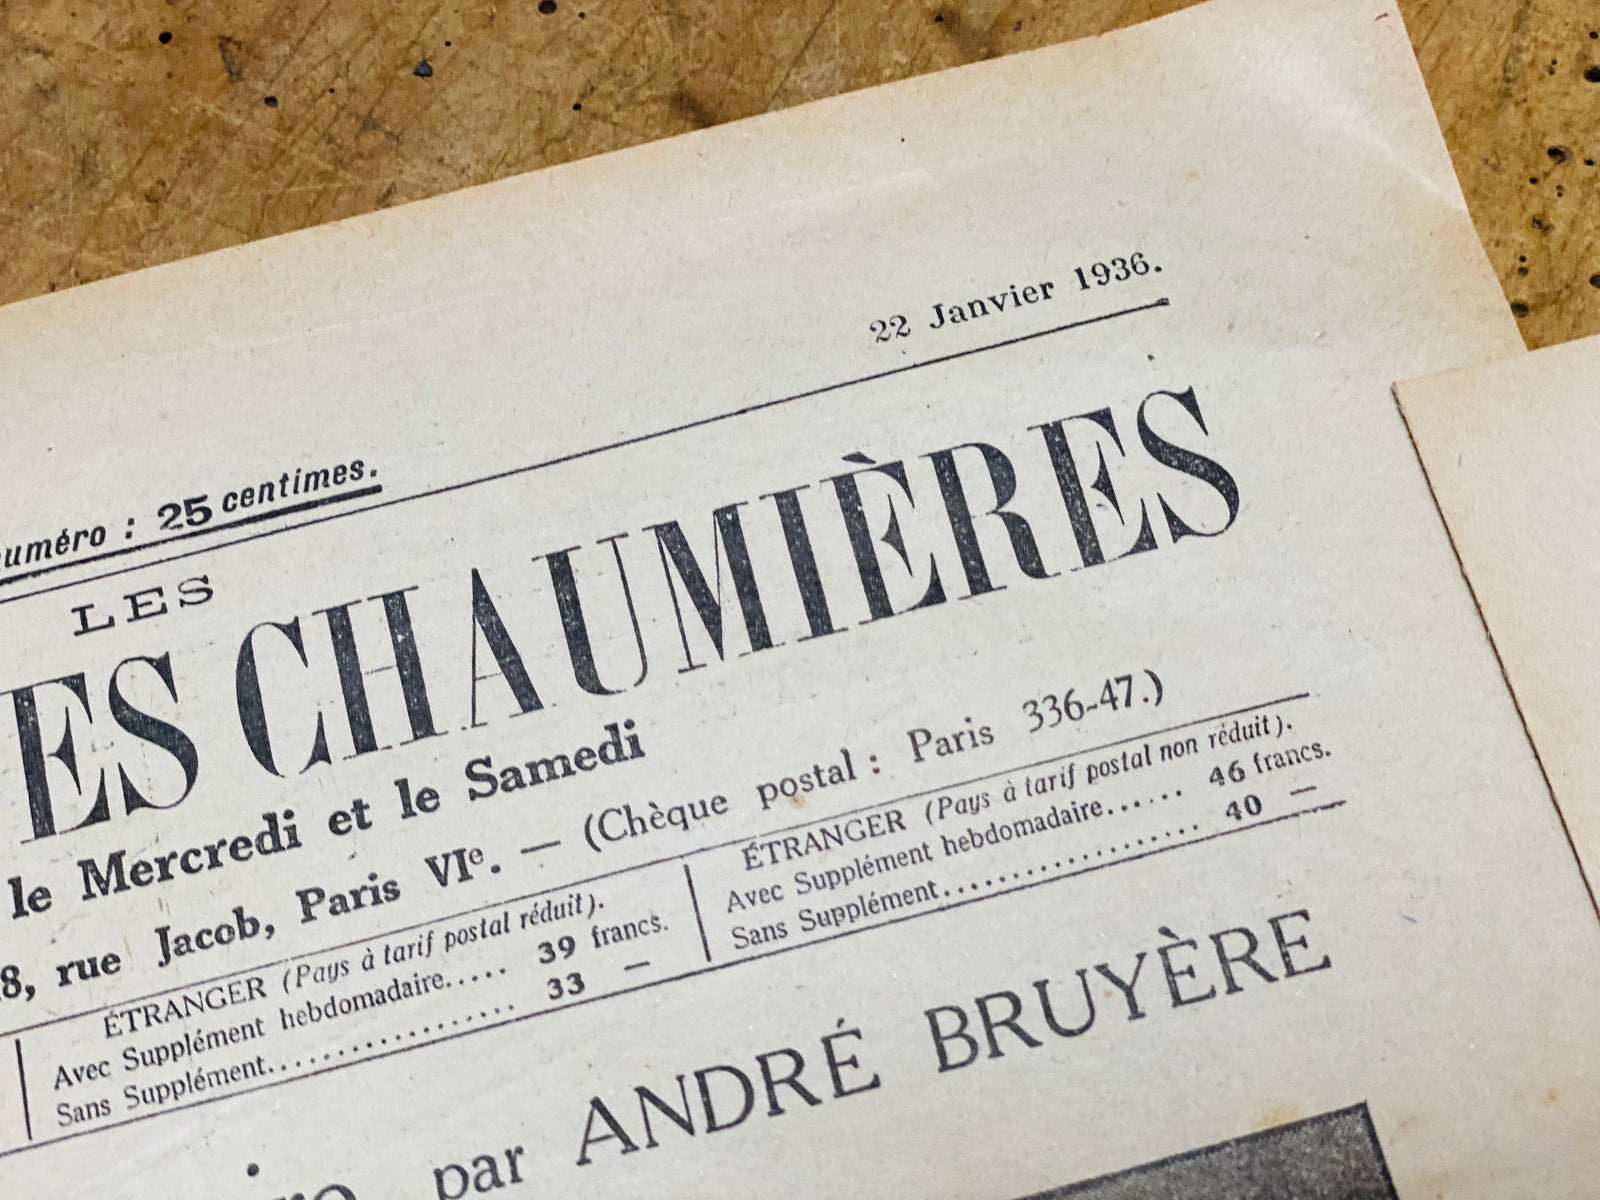 22 Janvier 1936.
uméro : 25 centimes.
LES
ES CHAUMIÈRES
le Mercredi et le Samedi
8, rue Jacob, Paris VIe. — (Chèque postal : Paris 336-47.)
ÉTRANGER (Pays à tarif postal réduit).
Avec Supplément hebdomadaire..... 39 francs.
Sans Supplément.................. 33 —
ÉTRANGER (Pays à tarif postal non réduit).
Avec Supplément hebdomadaire...... 46 francs.
Sans Supplément.................... 40 —
par ANDRÉ BRUYÈRE